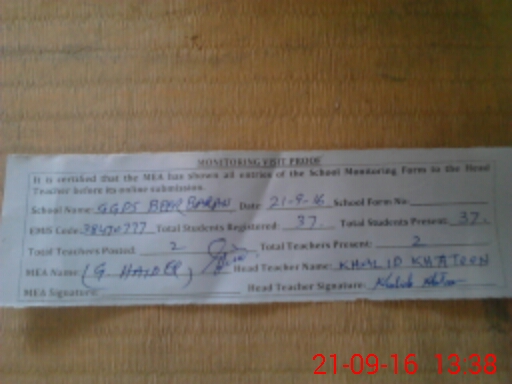 MONITORING VISIT PROOF
It is certified that the MEA has shown all entries of the School Monitoring Form to the Head
Teacher before its online submission.
School Name: GGPS BEER BARAN Date 21-9-16 School Form No:
EMIS Code: Total Students Registered 37. Total Students Present: 37.
Total Teachers Posted: 2 Total Teachers Present: 2
MEA Name: (G. HAIDER) Head Teacher Name: KHALID KHATOON
MEA Signature: Head Teacher Signature:
21-09-16 13:38